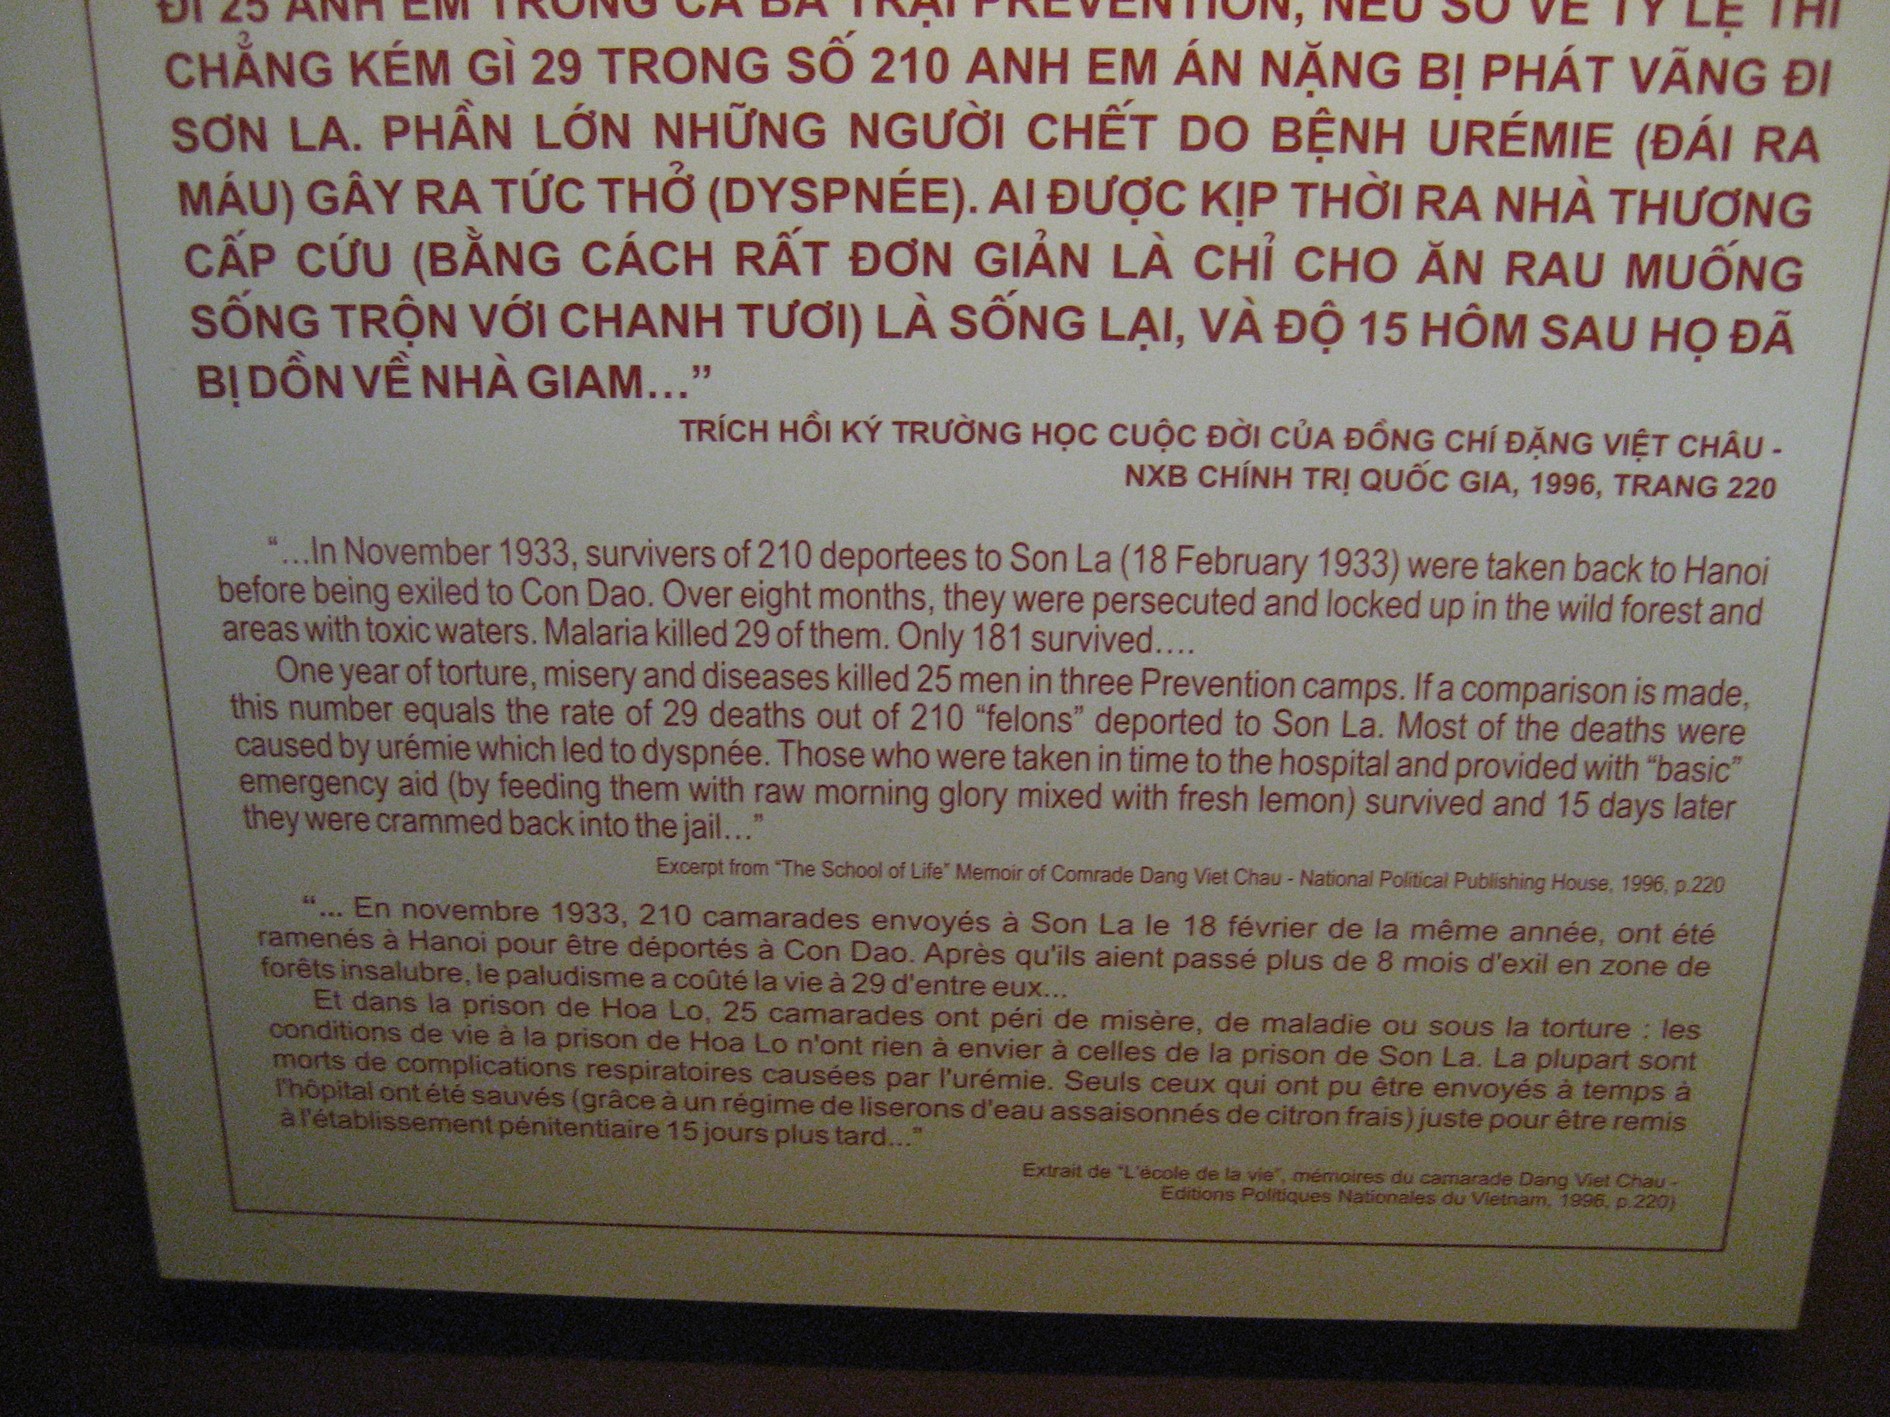 ĐI 25 ANH EM TRONG CẢ BA TRẠI PREVENTION, NẾU SO VỀ TỶ LỆ THÌ
CHẲNG KÉM GÌ 29 TRONG SỐ 210 ANH EM ÁN NẶNG BỊ PHÁT VÃNG ĐI
SƠN LA. PHẦN LỚN NHỮNG NGƯỜI CHẾT DO BỆNH URÉMIE (ĐÁI RA
MÁU) GÂY RA TỨC THỞ (DYSPNÉE). AI ĐƯỢC KỊP THỜI RA NHÀ THƯƠNG
CẤP CỨU (BẰNG CÁCH RẤT ĐƠN GIẢN LÀ CHỈ CHO ĂN RAU MUỐNG
SỐNG TRỘN VỚI CHANH TƯƠI) LÀ SỐNG LẠI, VÀ ĐỘ 15 HÔM SAU HỌ ĐÃ
BỊ DỒN VỀ NHÀ GIAM...”
TRÍCH HỒI KÝ TRƯỜNG HỌC CUỘC ĐỜI CỦA ĐỒNG CHÍ ĐẶNG VIỆT CHÂU -
NXB CHÍNH TRỊ QUỐC GIA, 1996, TRANG 220
“...In November 1933, survivers of 210 deportees to Son La (18 February 1933) were taken back to Hanoi
before being exiled to Con Dao. Over eight months, they were persecuted and locked up in the wild forest and
areas with toxic waters. Malaria killed 29 of them. Only 181 survived....
One year of torture, misery and diseases killed 25 men in three Prevention camps. If a comparison is made,
this number equals the rate of 29 deaths out of 210 “felons” deported to Son La. Most of the deaths were
caused by urémie which led to dyspnée. Those who were taken in time to the hospital and provided with “basic”
emergency aid (by feeding them with raw morning glory mixed with fresh lemon) survived and 15 days later
they were crammed back into the jail...”
Excerpt from “The School of Life” Memoir of Comrade Dang Viet Chau - National Political Publishing House, 1996, p.220
“... En novembre 1933, 210 camarades envoyés à Son La le 18 février de la même année, ont été
ramenés à Hanoi pour être déportés à Con Dao. Après qu'ils aient passé plus de 8 mois d'exil en zone de
forêts insalubre, le paludisme a coûté la vie à 29 d'entre eux...
Et dans la prison de Hoa Lo, 25 camarades ont péri de misère, de maladie ou sous la torture : les
conditions de vie à la prison de Hoa Lo n'ont rien à envier à celles de la prison de Son La. La plupart sont
morts de complications respiratoires causées par l'urémie. Seuls ceux qui ont pu être envoyés à temps à
l'hôpital ont été sauvés (grâce à un régime de liserons d'eau assaisonnés de citron frais) juste pour être remis
à l'établissement pénitentiaire 15 jours plus tard...”
Extrait de “L'école de la vie”, mémoires du camarade Dang Viet Chau -
Editions Politiques Nationales du Vietnam, 1996, p.220)